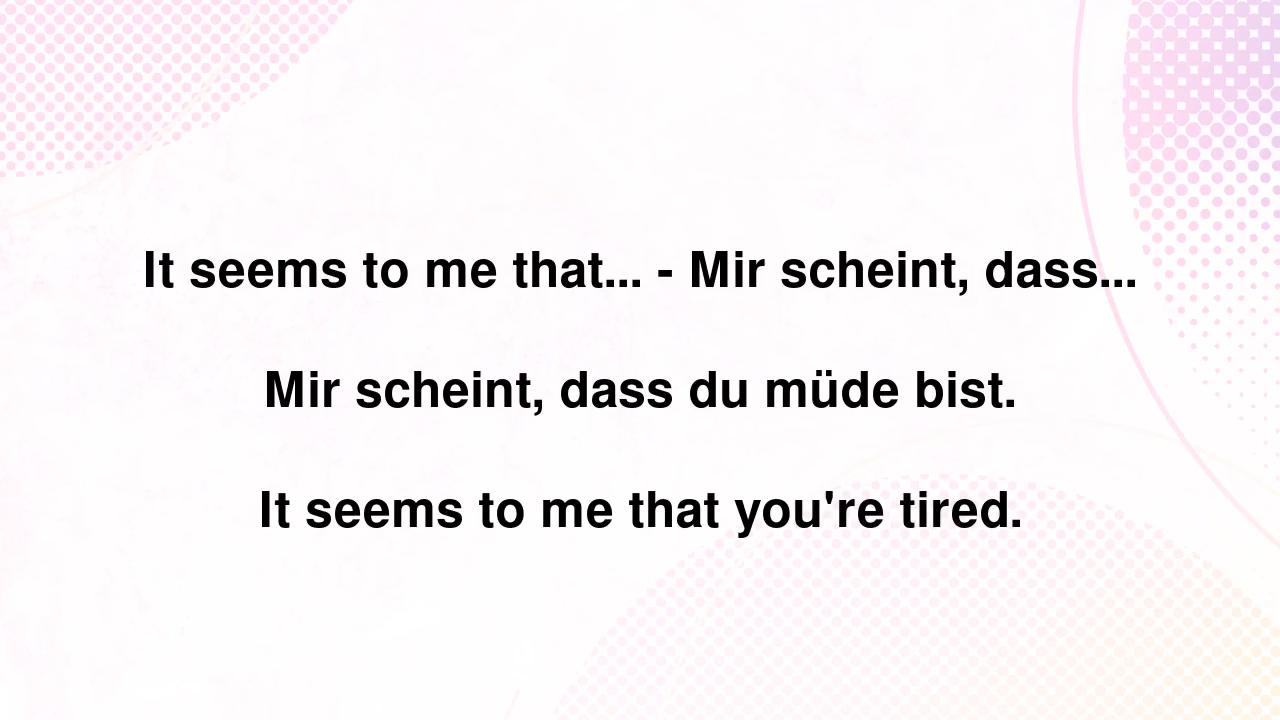 It seems to me that... - Mir scheint, dass...
Mir scheint, dass du müde bist.
It seems to me that you're tired.